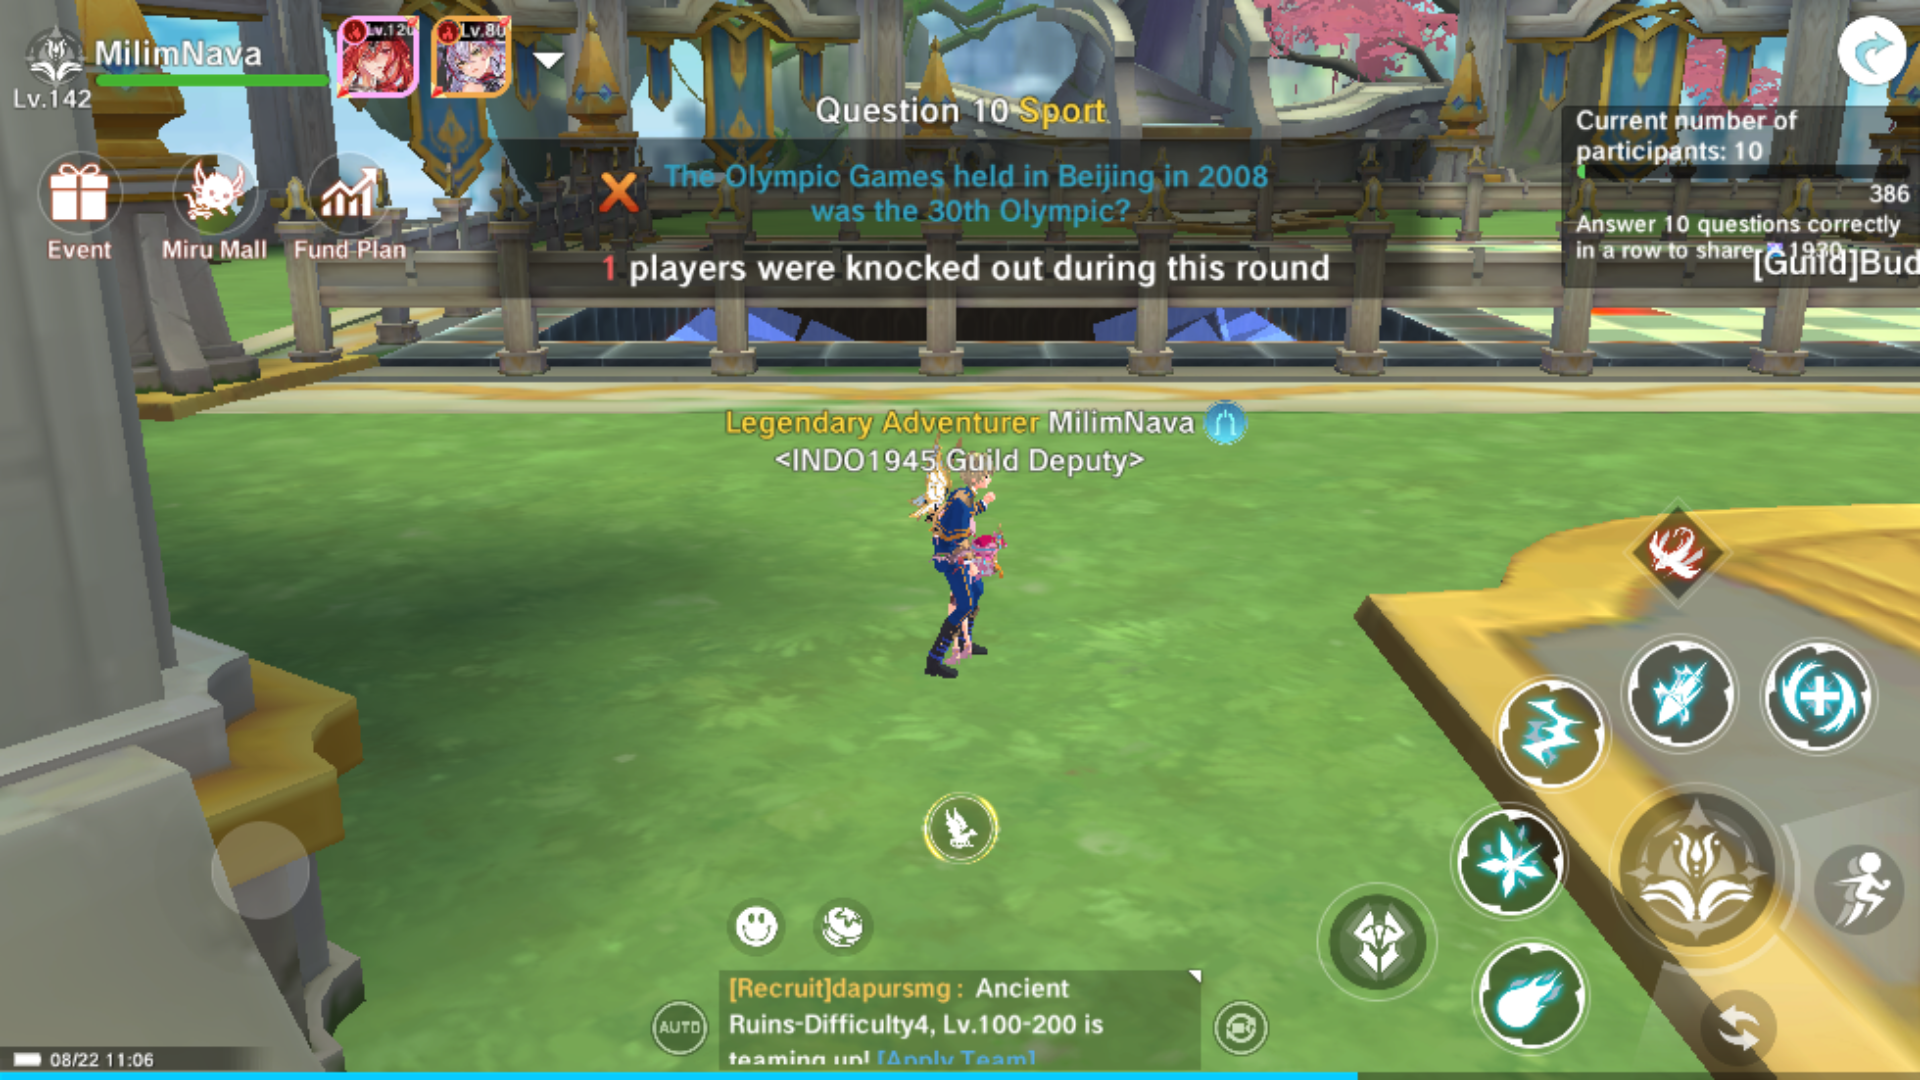 MilimNava
Lv.142
Lv.120
Lv.80
Event
Miru Mall
Fund Plan
Question 10 Sport
The Olympic Games held in Beijing in 2008
was the 30th Olympic?
1 players were knocked out during this round
Current number of
participants: 10
386
Answer 10 questions correctly
in a row to share 1930
[Guild]Bud
Legendary Adventurer MilimNava
<INDO1945 Guild Deputy>
[Recruit]dapursmg : Ancient
Ruins-Difficulty4, Lv.100-200 is
teaming up! [Apply Team]
AUTO
08/22 11:06